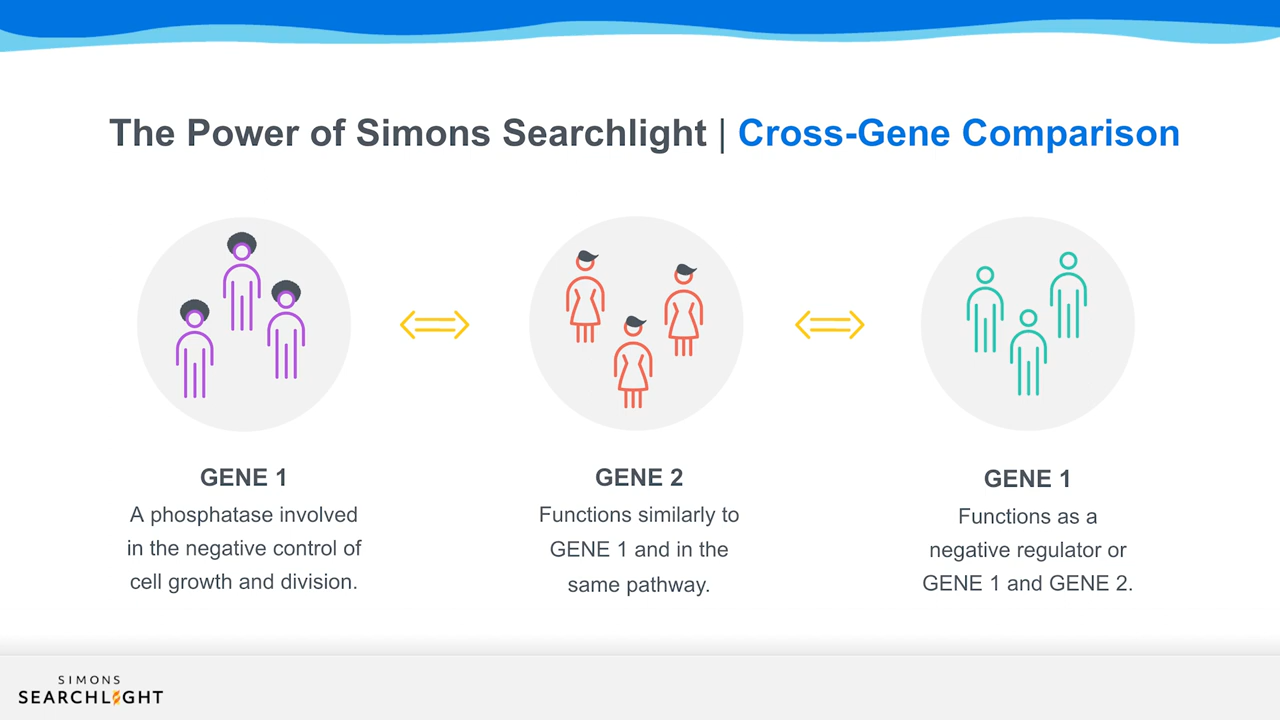 The Power of Simons Searchlight | Cross-Gene Comparison
GENE 1
A phosphatase involved
in the negative control of
cell growth and division.
GENE 2
Functions similarly to
GENE 1 and in the
same pathway.
GENE 1
Functions as a
negative regulator or
GENE 1 and GENE 2.
SIMONS
SEARCHLIGHT